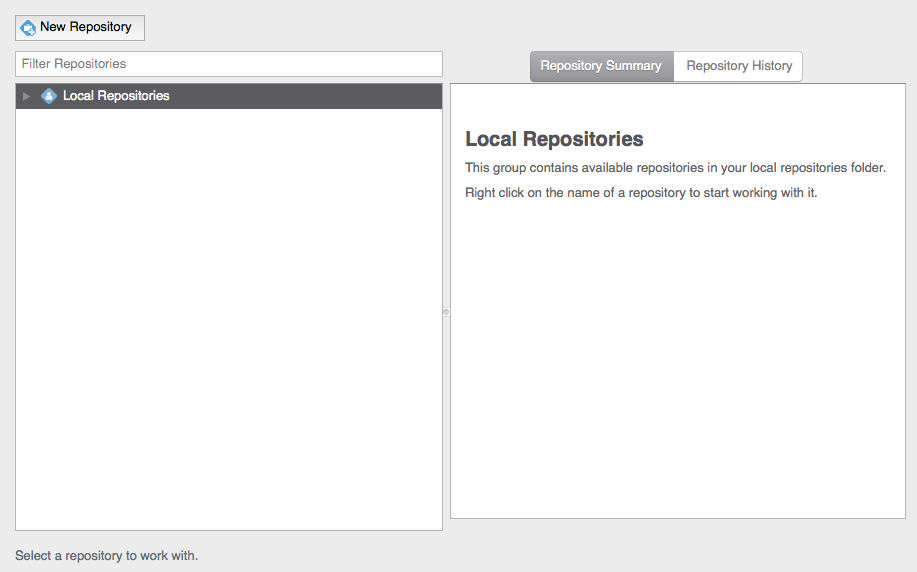 New Repository
Filter Repositories
Local Repositories
Repository Summary
Repository History
Local Repositories
This group contains available repositories in your local repositories folder.
Right click on the name of a repository to start working with it.
Select a repository to work with.